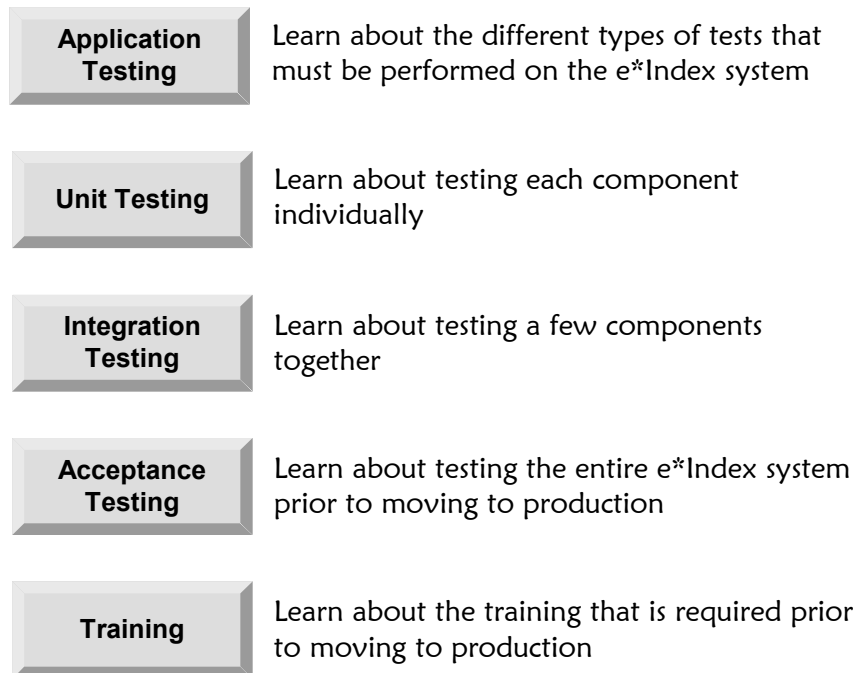 Application
Testing
Learn about the different types of tests that
must be performed on the e*Index system
Unit Testing
Learn about testing each component
individually
Integration
Testing
Learn about testing a few components
together
Acceptance
Testing
Learn about testing the entire e*Index system
prior to moving to production
Training
Learn about the training that is required prior
to moving to production